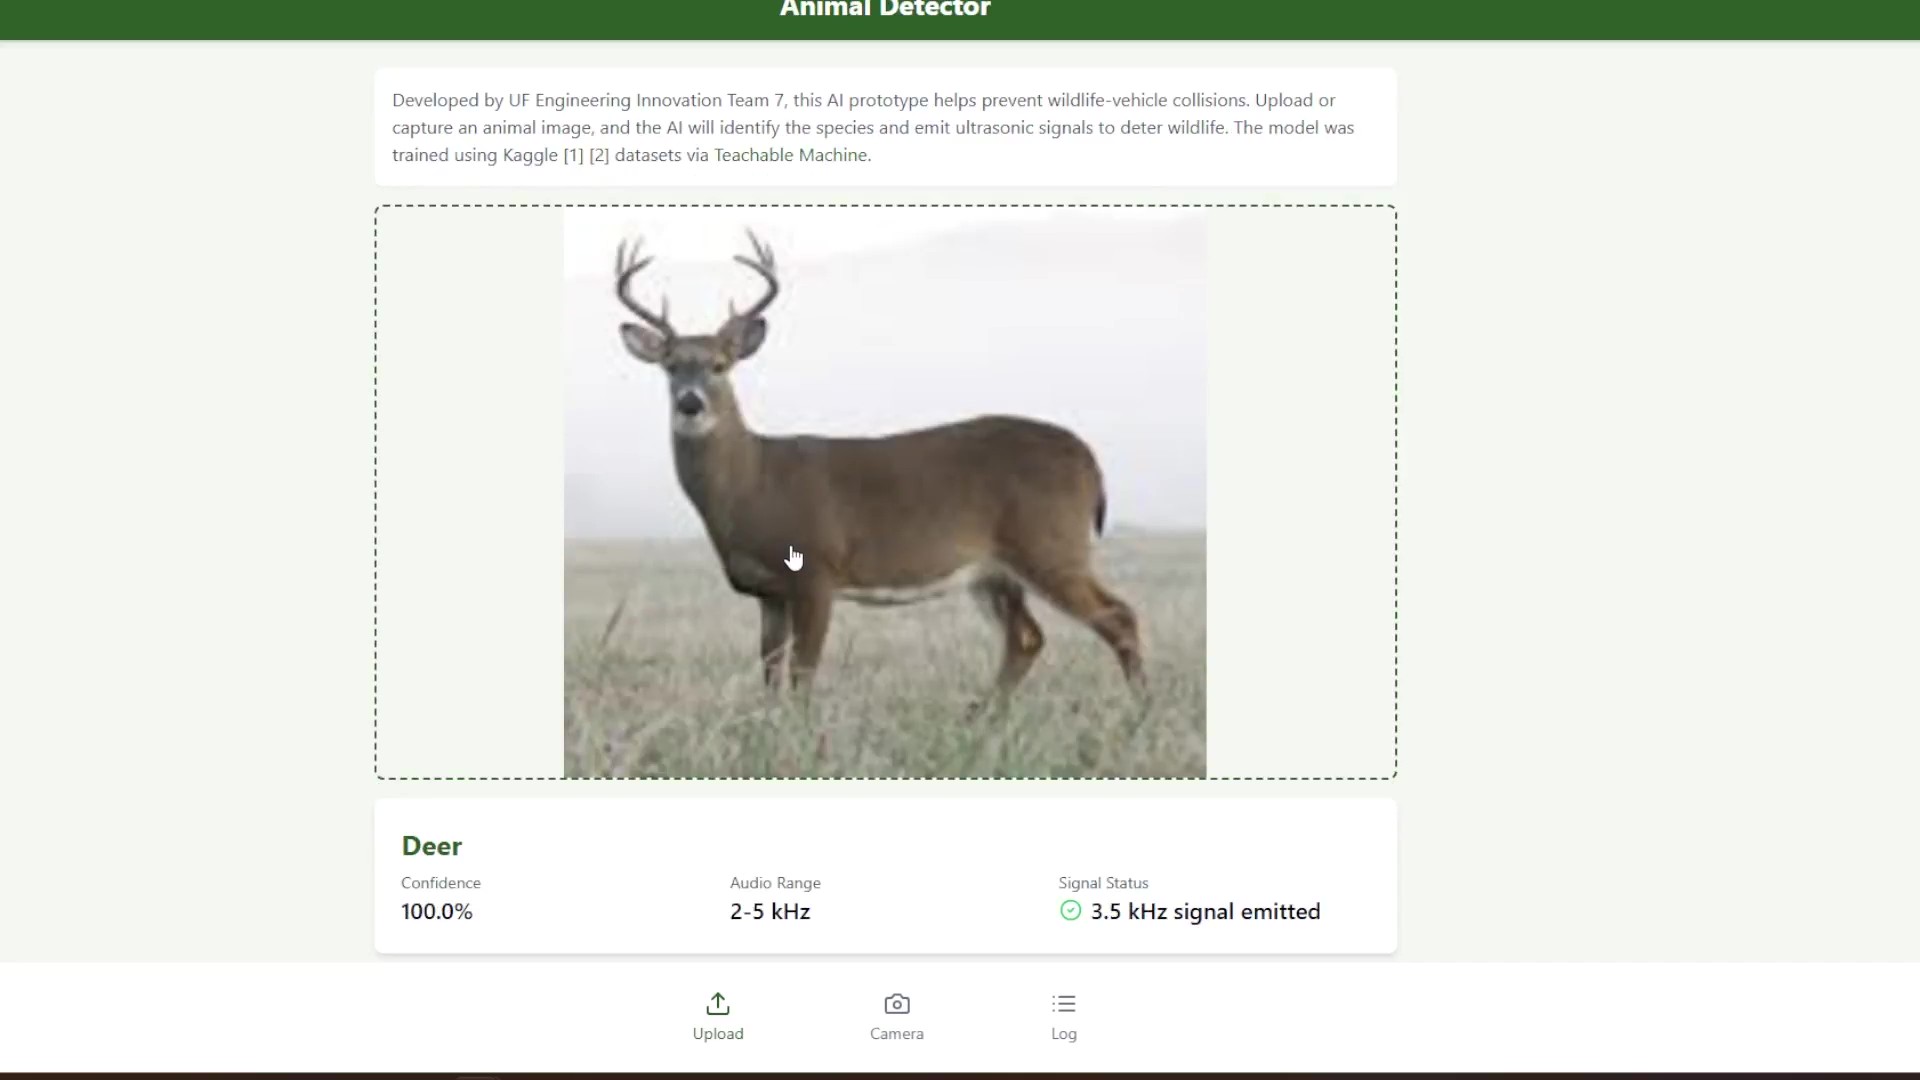 Animal Detector
Developed by UF Engineering Innovation Team 7, this AI prototype helps prevent wildlife-vehicle collisions. Upload or
capture an animal image, and the AI will identify the species and emit ultrasonic signals to deter wildlife. The model was
trained using Kaggle [1] [2] datasets via Teachable Machine.
Deer
Confidence
Audio Range
Signal Status
100.0%
2-5 kHz
3.5 kHz signal emitted
Upload
Camera
Log